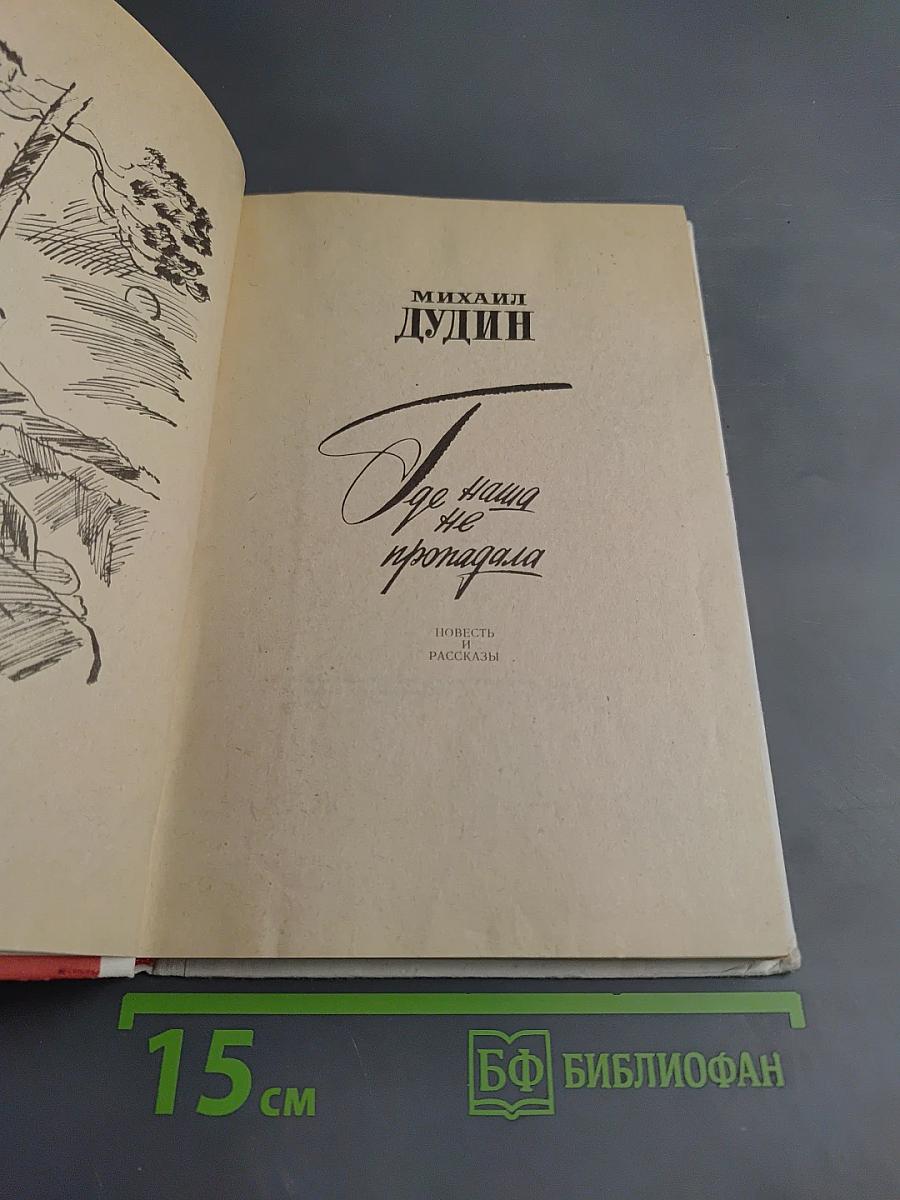 МИХАИЛ
ДУДИН
Где наша
не
пропадала
ПОВЕСТЬ
И
РАССКАЗЫ
15 см
БФ БИБЛИОФАН